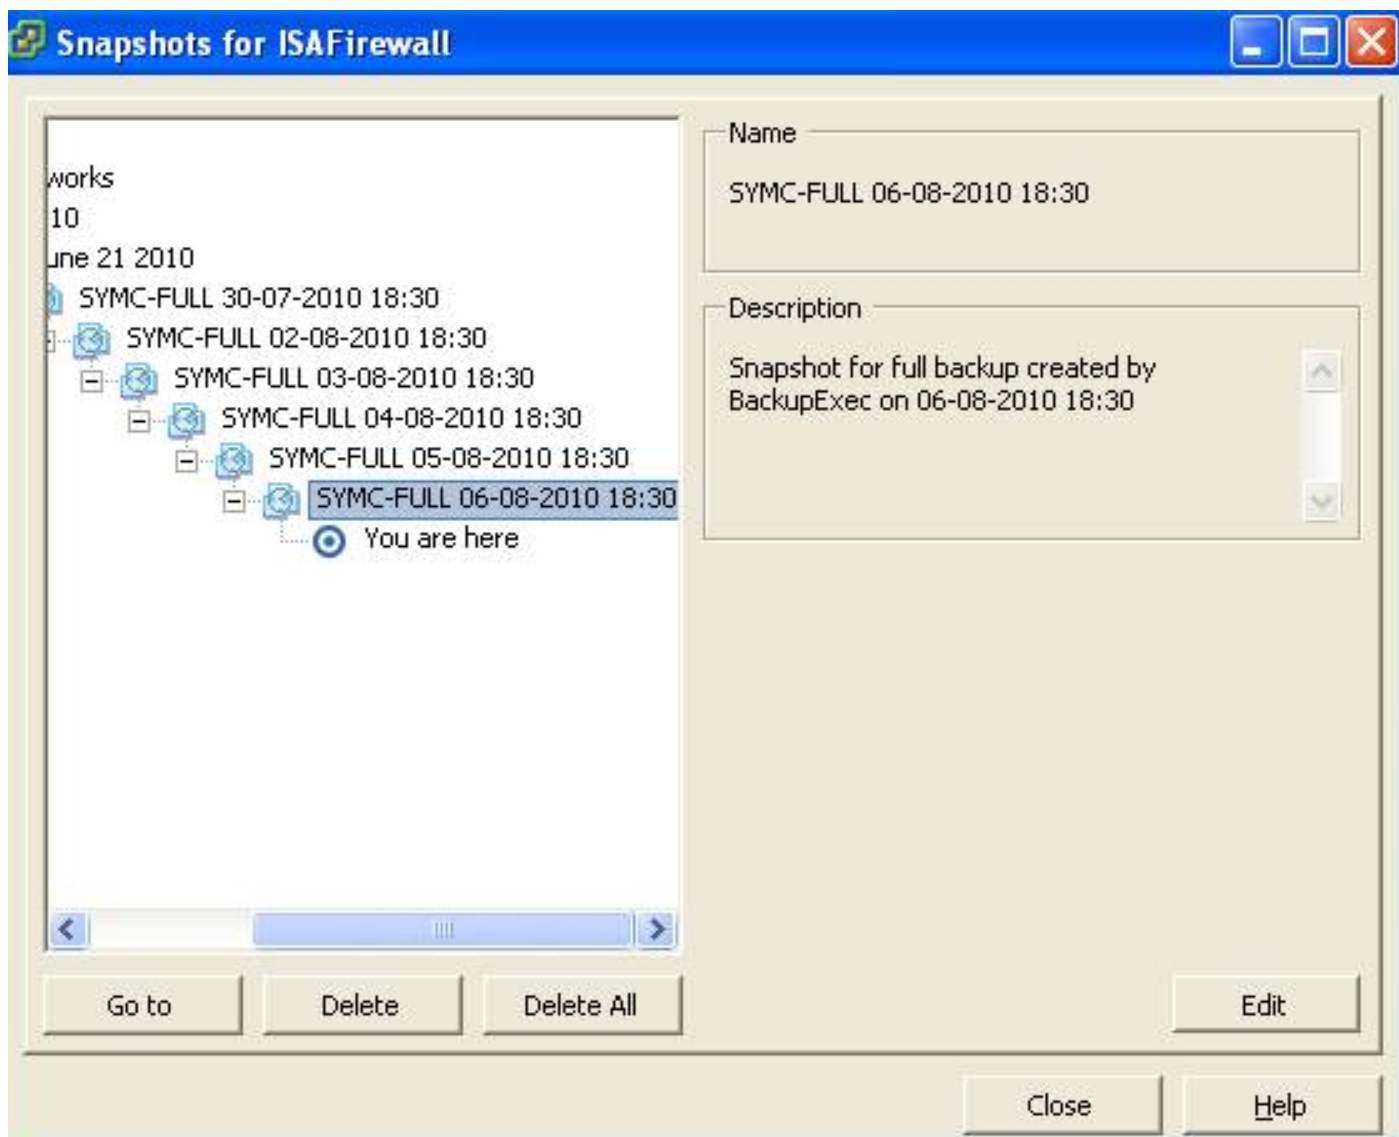 Snapshots for ISAFirewall
works
10
une 21 2010
SYMC-FULL 30-07-2010 18:30
SYMC-FULL 02-08-2010 18:30
SYMC-FULL 03-08-2010 18:30
SYMC-FULL 04-08-2010 18:30
SYMC-FULL 05-08-2010 18:30
SYMC-FULL 06-08-2010 18:30
You are here
Go to
Delete
Delete All
Name
SYMC-FULL 06-08-2010 18:30
Description
Snapshot for full backup created by
BackupExec on 06-08-2010 18:30
Edit
Close
Help